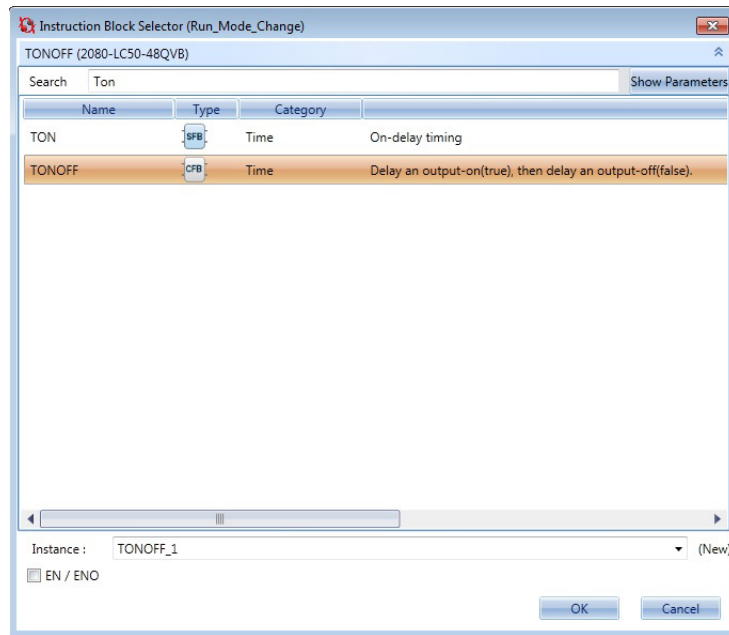 Instruction Block Selector (Run_Mode_Change)
TONOFF (2080-LC50-48QVB)
Search Ton Show Parameters
Name Type Category
TON SFB Time On-delay timing
TONOFF CFB Time Delay an output-on(true), then delay an output-off(false).
Instance : TONOFF_1 (New)
EN / ENO
OK Cancel